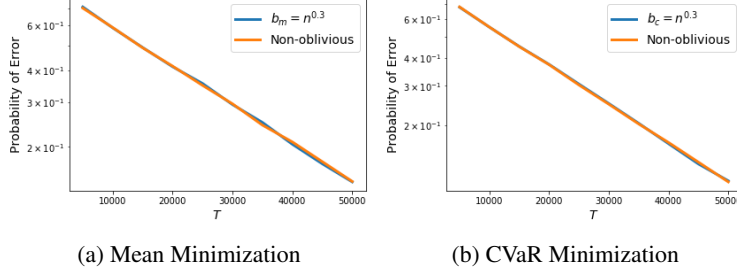 Probability of Error
6 × 10⁻¹
4 × 10⁻¹
3 × 10⁻¹
2 × 10⁻¹
b_m = n^0.3
Non-oblivious
10000 20000 30000 40000 50000
T
(a) Mean Minimization
Probability of Error
6 × 10⁻¹
4 × 10⁻¹
3 × 10⁻¹
2 × 10⁻¹
b_c = n^0.3
Non-oblivious
10000 20000 30000 40000 50000
T
(b) CVaR Minimization